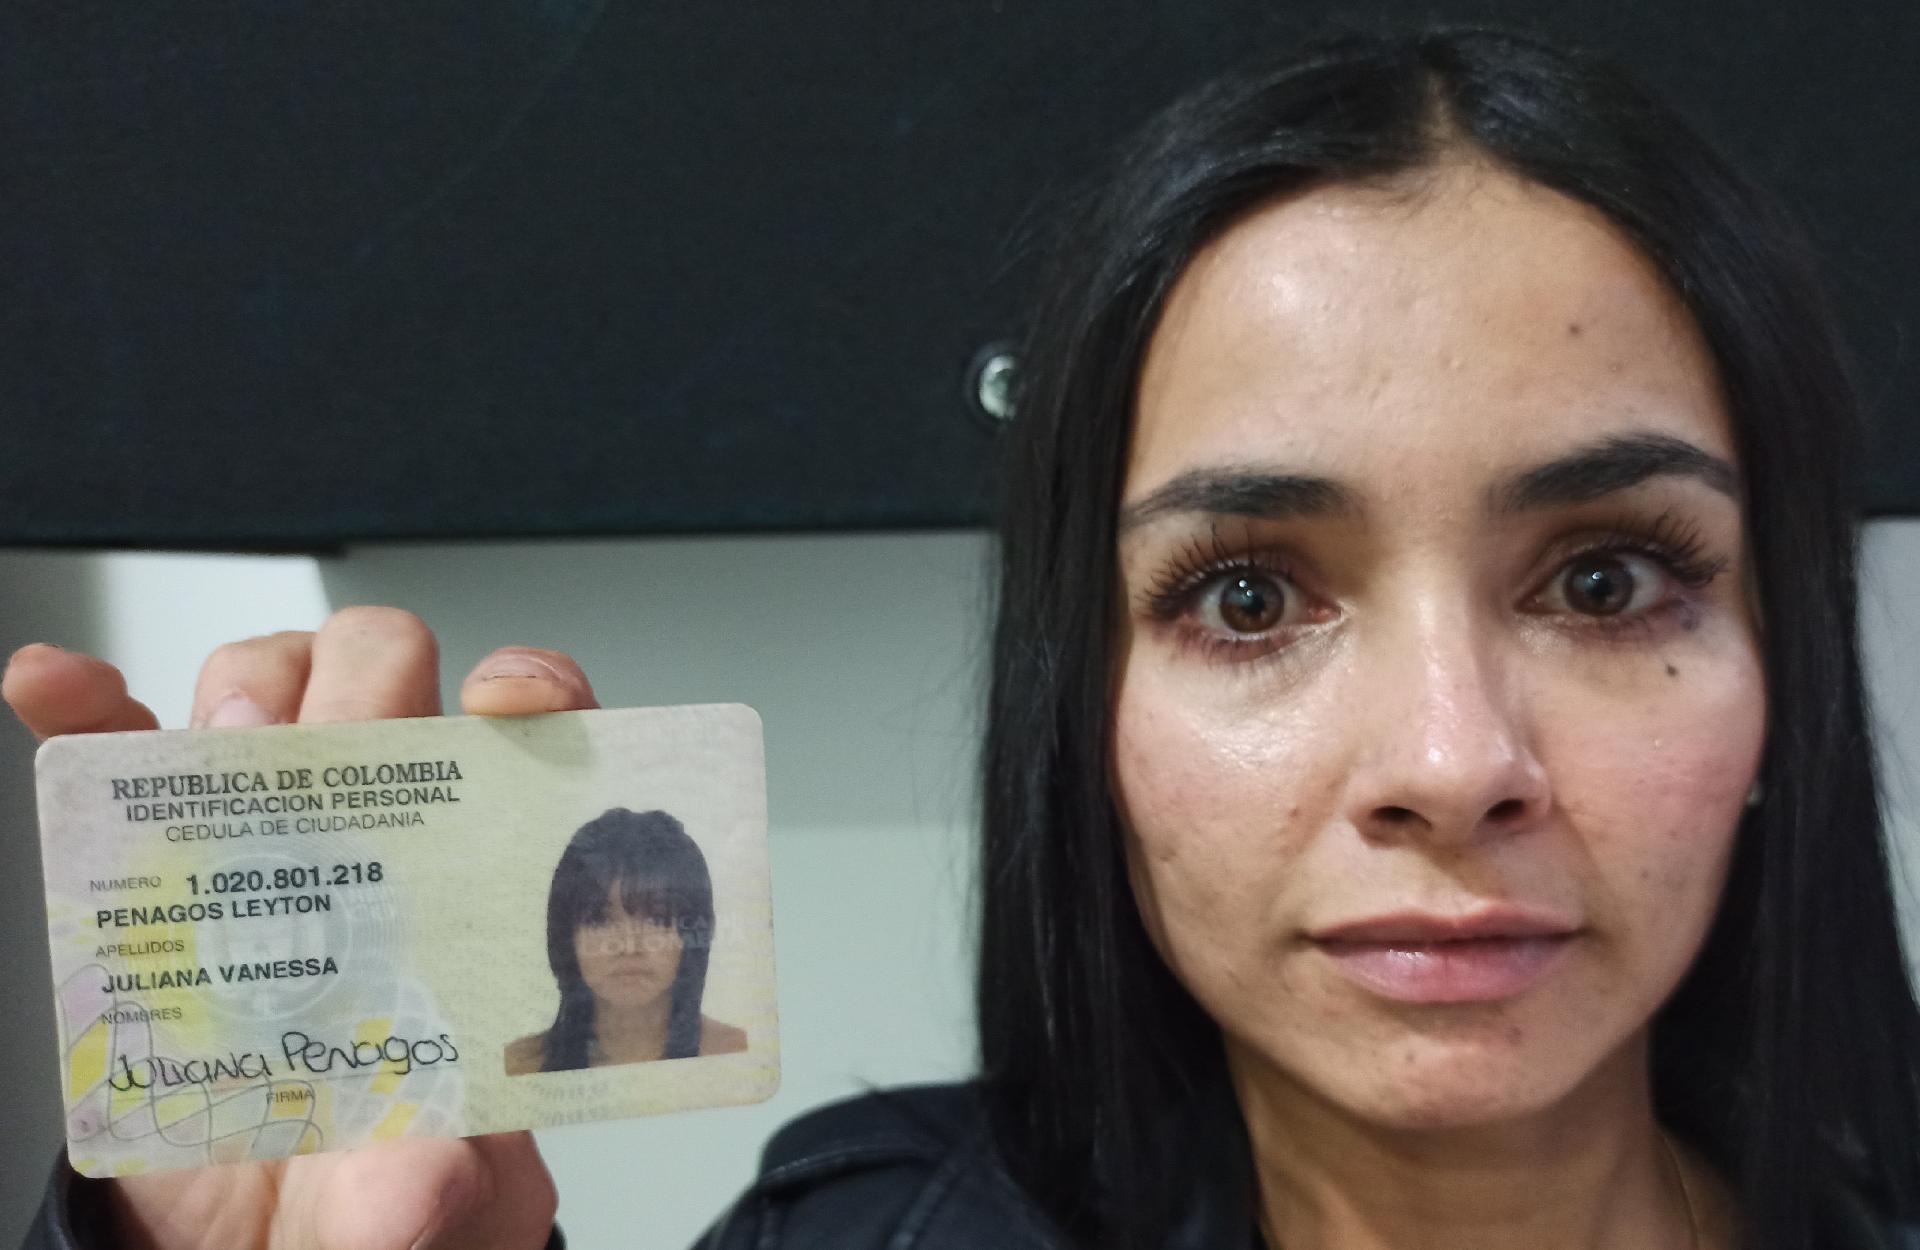 REPUBLICA DE COLOMBIA
IDENTIFICACION PERSONAL
CEDULA DE CIUDADANIA
NUMERO 1.020.801.218
PENAGOS LEYTON
APELLIDOS
JULIANA VANESSA
NOMBRES
Juliana Penagos
FIRMA
COLOMBIA